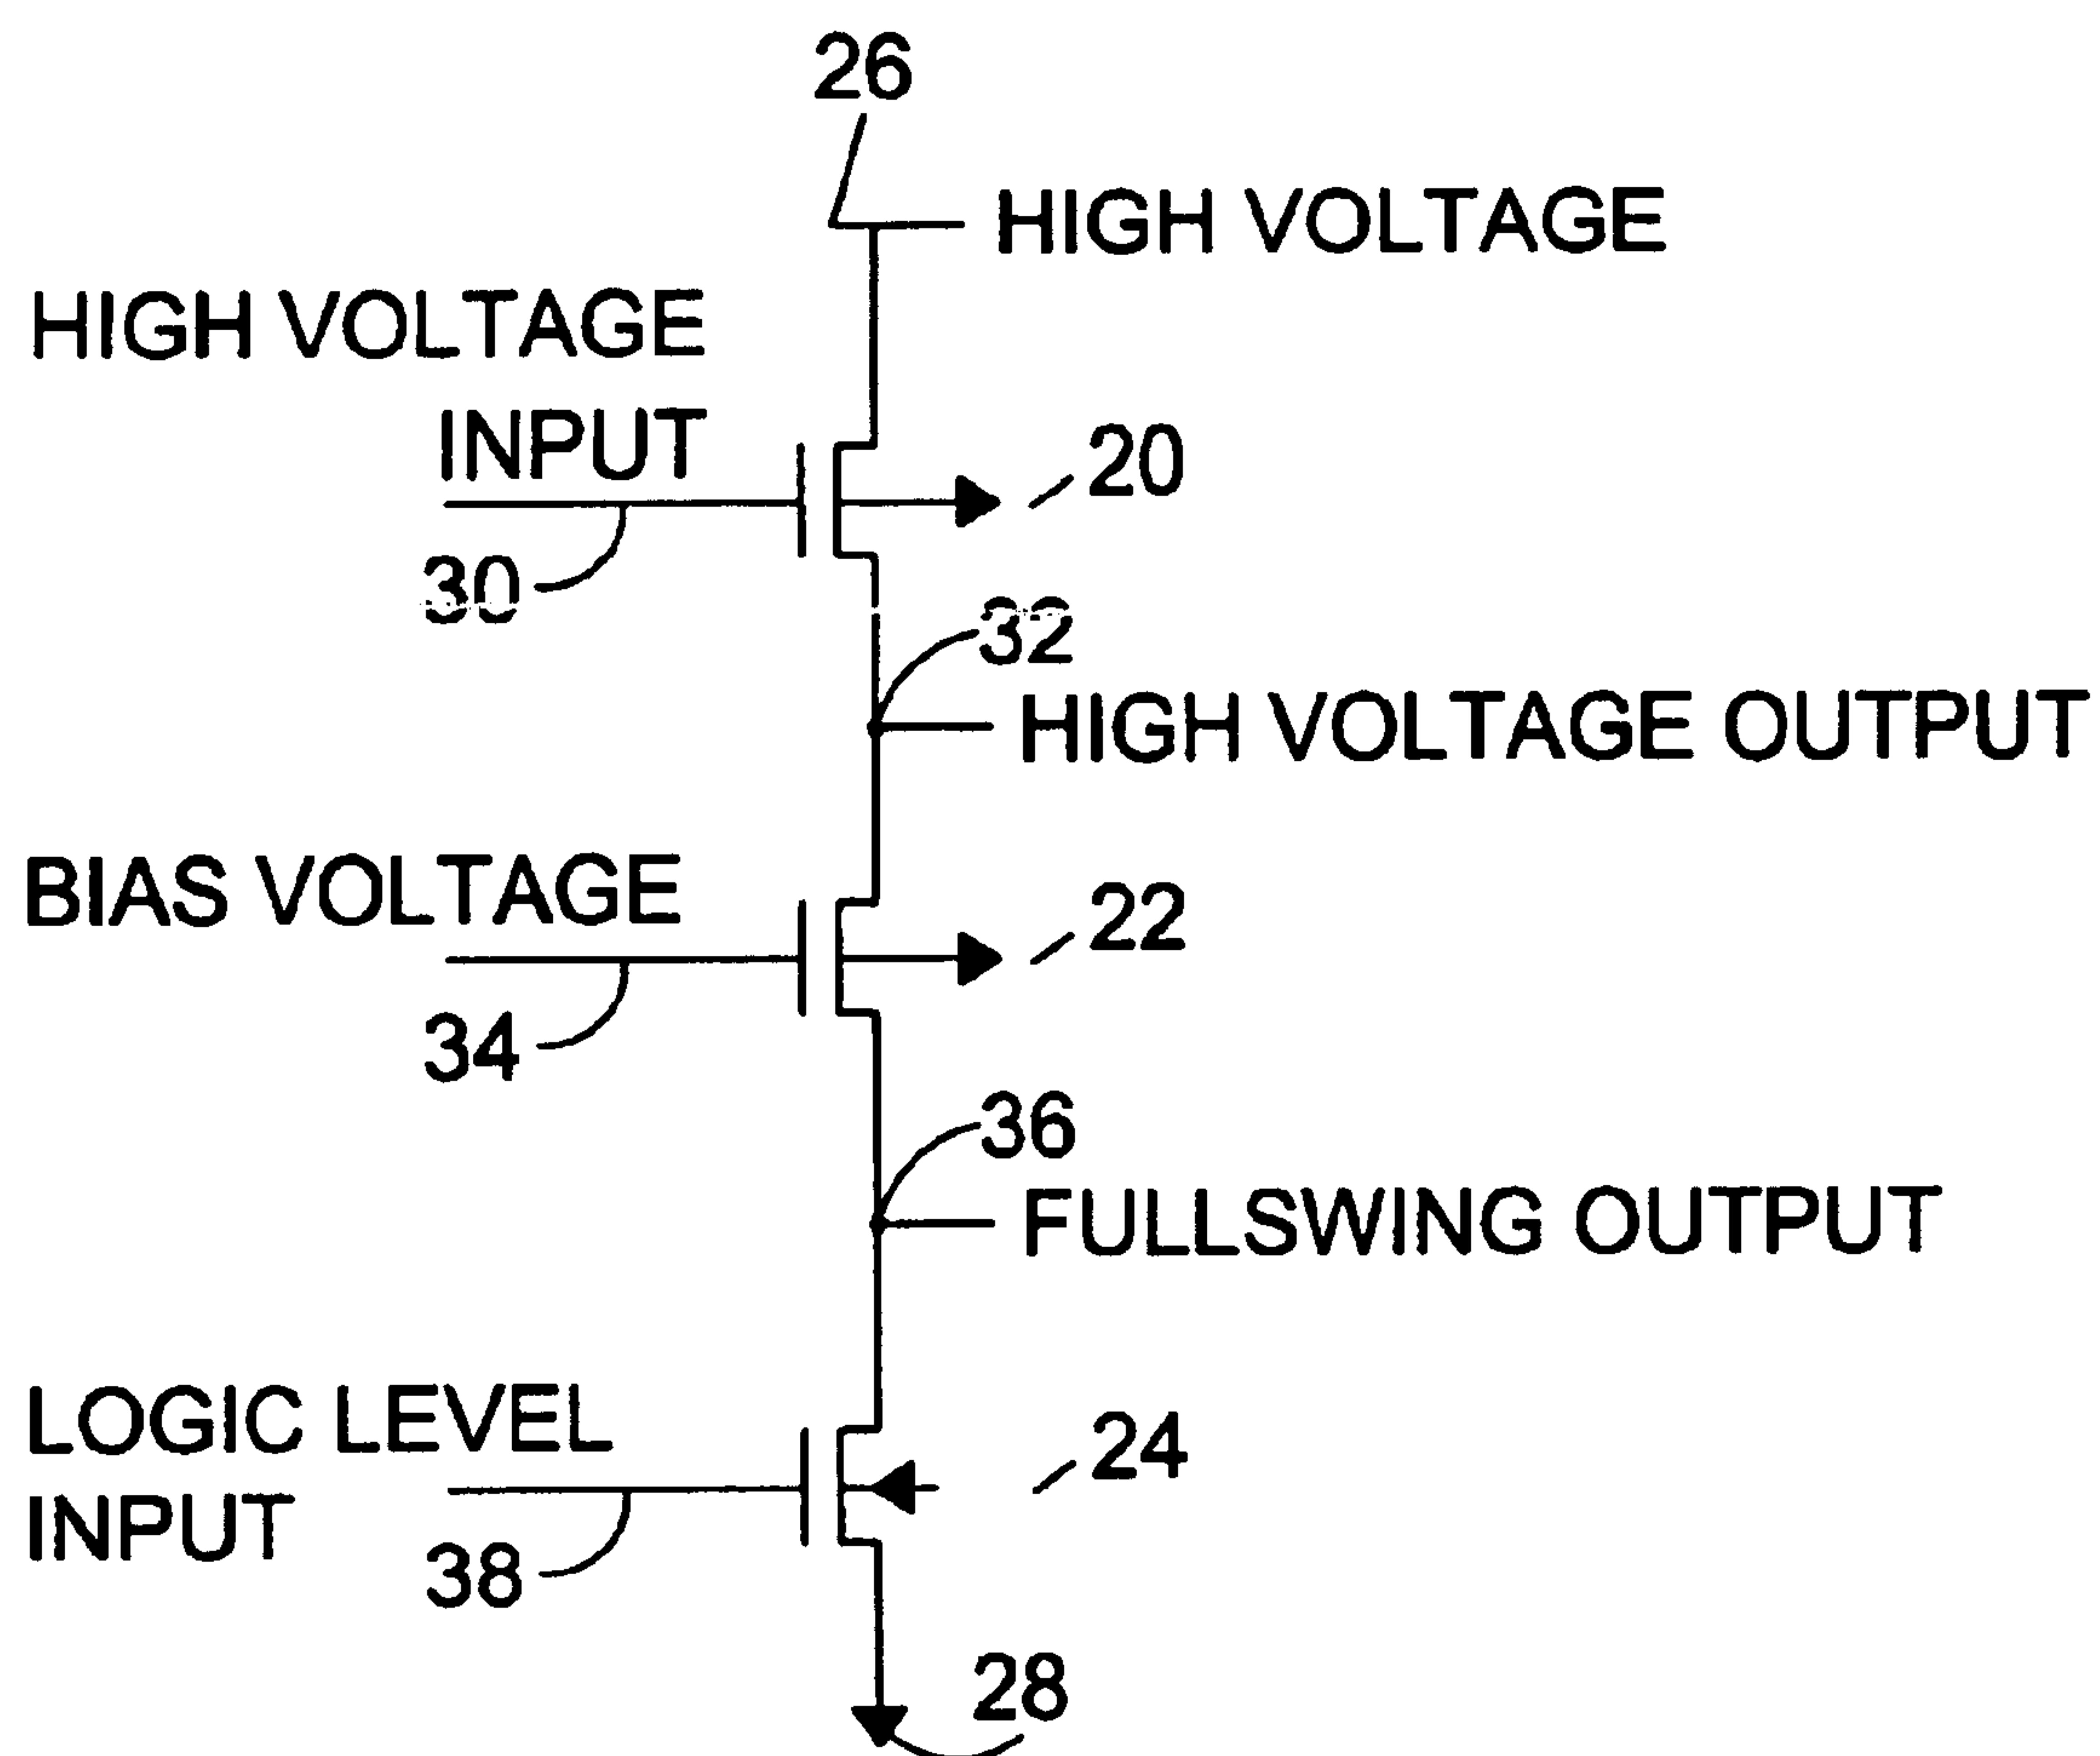 26
HIGH VOLTAGE
HIGH VOLTAGE
INPUT
20
30
32
HIGH VOLTAGE OUTPUT
BIAS VOLTAGE
22
34
36
FULLSWING OUTPUT
LOGIC LEVEL
24
INPUT
38
28